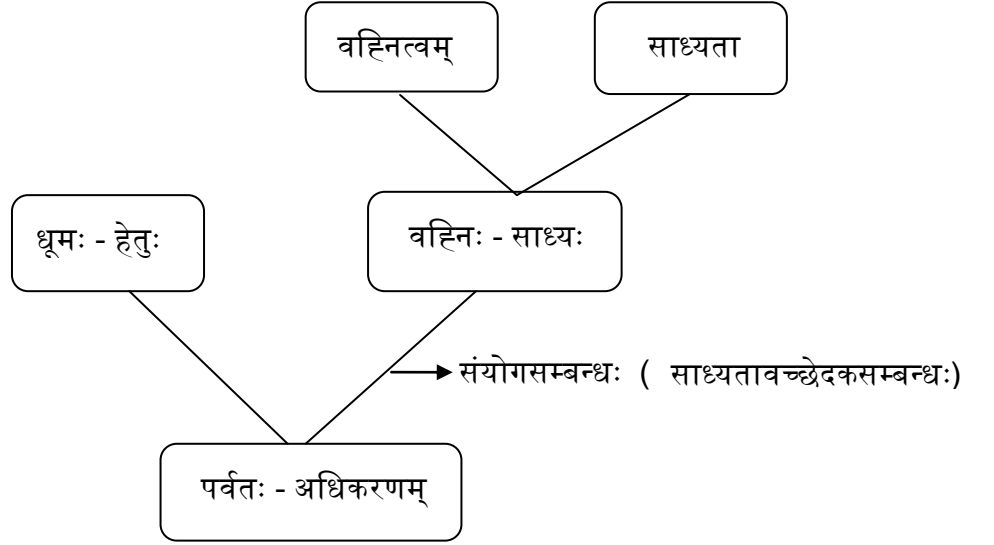 वह्नित्वम्
साध्यता
धूमः - हेतुः
वह्निः - साध्यः
संयोगसम्बन्धः ( साध्यतावच्छेदकसम्बन्धः)
पर्वतः - अधिकरणम्